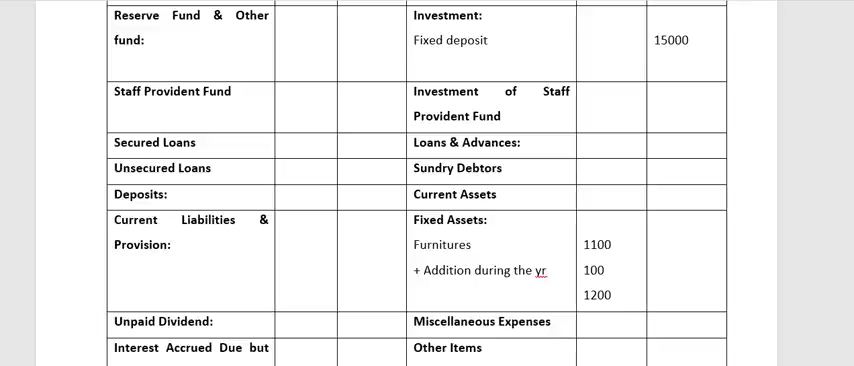 Reserve Fund & Other Investment:
fund: Fixed deposit 15000
Staff Provident Fund Investment of Staff
Provident Fund
Secured Loans Loans & Advances:
Unsecured Loans Sundry Debtors
Deposits: Current Assets
Current Liabilities & Fixed Assets:
Provision: Furnitures 1100
+ Addition during the yr 100
1200
Unpaid Dividend: Miscellaneous Expenses
Interest Accrued Due but Other Items